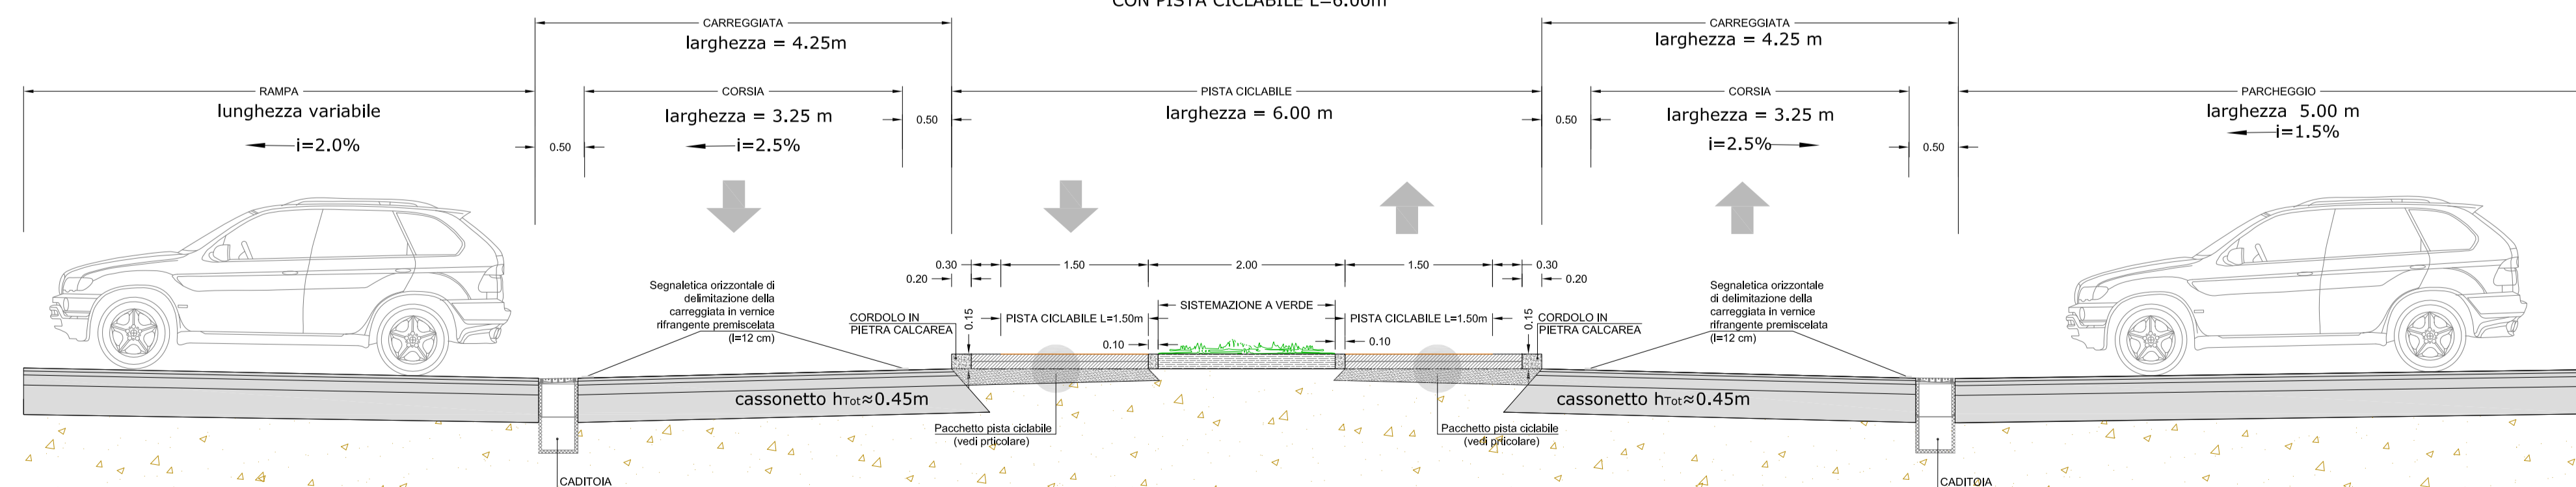 CON PISTA CICLABILE L=6.00m
CARREGGIATA
larghezza = 4.25m
CARREGGIATA
larghezza = 4.25 m
RAMPA
lunghezza variabile
i=2.0%
0.50
CORSIA
larghezza = 3.25 m
i=2.5%
0.50
PISTA CICLABILE
larghezza = 6.00 m
0.50
CORSIA
larghezza = 3.25 m
i=2.5%
0.50
PARCHEGGIO
larghezza 5.00 m
i=1.5%
0.30
1.50
2.00
1.50
0.30
0.20
0.20
Segnaletica orizzontale di
delimitazione della
carreggiata in vernice
rifrangente premiscelata
(l=12 cm)
CORDOLO IN
PIETRA CALCAREA
0.15
PISTA CICLABILE L=1.50m
SISTEMAZIONE A VERDE
PISTA CICLABILE L=1.50m
0.10
0.10
0.15
CORDOLO IN
PIETRA CALCAREA
Segnaletica orizzontale
di delimitazione della
carreggiata in vernice
rifrangente premiscelata
(l=12 cm)
cassonetto hTot≈0.45m
cassonetto hTot≈0.45m
Pacchetto pista ciclabile
(vedi prticolare)
Pacchetto pista ciclabile
(vedi prticolare)
CADITOIA
CADITOIA